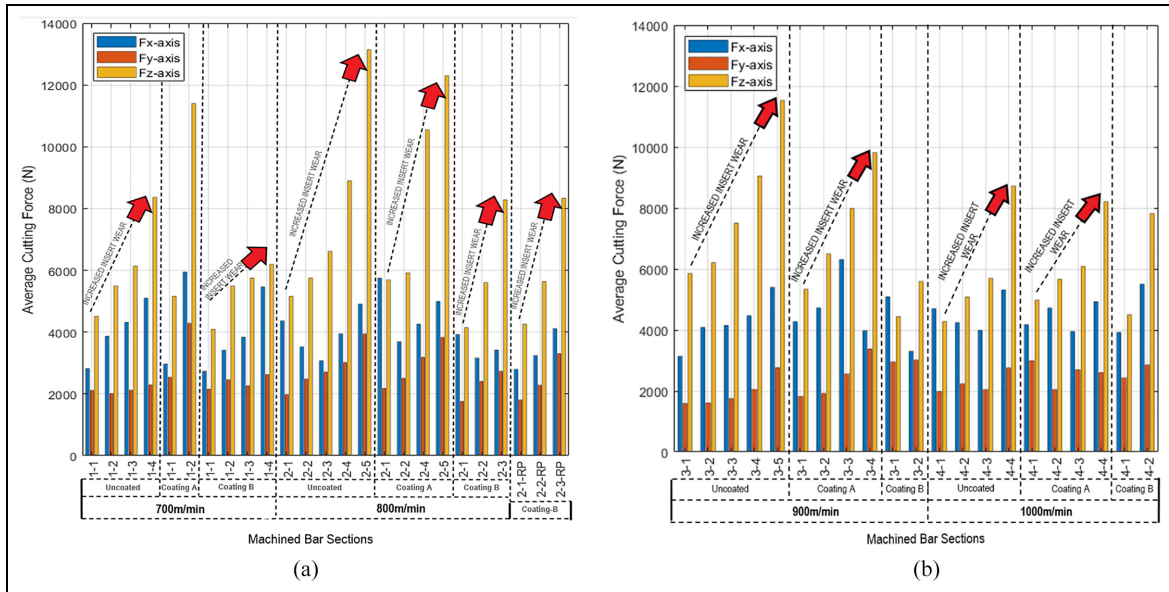 14000
12000
10000
8000
6000
4000
2000
0
Average Cutting Force (N)
Fx-axis
Fy-axis
Fz-axis
INCREASED INSERT WEAR
INCREASED
INSERT WEAR
INCREASED INSERT WEAR
INCREASED INSERT WEAR
INCREASED INSERT WEAR
INCREASED INSERT WEAR
1-1
1-2
1-3
1-4
1-1
1-2
1-1
1-2
1-3
1-4
2-1
2-2
2-3
2-4
2-5
2-1
2-2
2-4
2-5
2-1
2-2
2-3
2-1-RP
2-2-RP
2-3-RP
Uncoated
Coating A
Coating B
Uncoated
Coating A
Coating B
Coating-B
700m/min
800m/min
Machined Bar Sections
(a)
14000
12000
10000
8000
6000
4000
2000
0
Average Cutting Force (N)
Fx-axis
Fy-axis
Fz-axis
INCREASED INSERT WEAR
INCREASED INSERT WEAR
INCREASED INSERT
WEAR
INCREASED INSERT
WEAR
3-1
3-2
3-3
3-4
3-5
3-1
3-2
3-3
3-4
3-1
3-2
4-1
4-2
4-3
4-4
4-1
4-2
4-3
4-4
4-1
4-2
Uncoated
Coating A
Coating B
Uncoated
Coating A
Coating B
900m/min
1000m/min
Machined Bar Sections
(b)